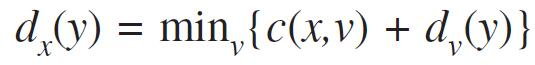 dₓ(y) = minᵥ{c(x,v) + dᵥ(y)}